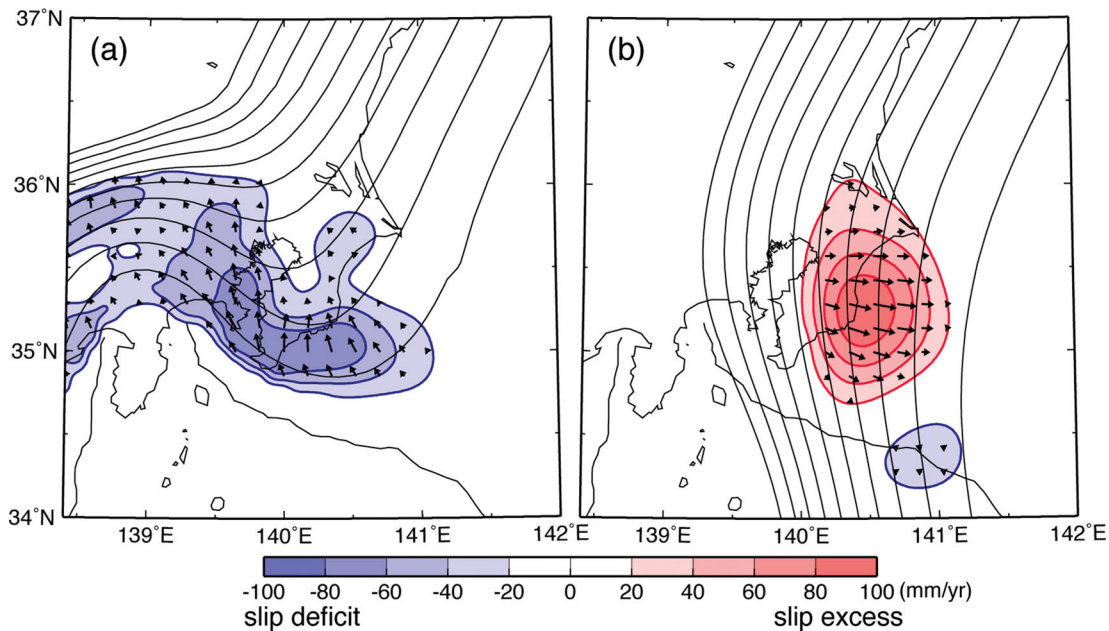 37°N
(a)
(b)
36°N
35°N
34°N
139°E 140°E 141°E 142°E 140°E 141°E 142°E
-100 -80 -60 -40 -20 0 20 40 60 80 100 (mm/yr)
slip deficit slip excess